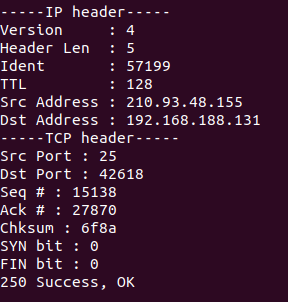 -----IP header-----
Version     : 4
Header Len  : 5
Ident       : 57199
TTL         : 128
Src Address : 210.93.48.155
Dst Address : 192.168.188.131
-----TCP header-----
Src Port : 25
Dst Port : 42618
Seq # : 15138
Ack # : 27870
Chksum : 6f8a
SYN bit : 0
FIN bit : 0
250 Success, OK